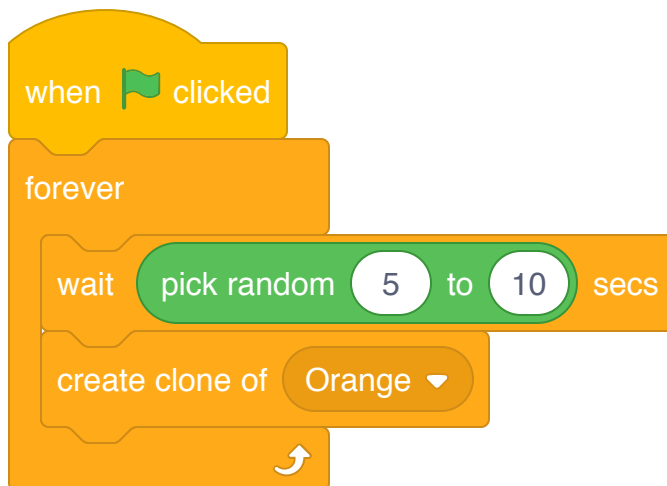 when clicked
forever
wait pick random 5 to 10 secs
create clone of Orange